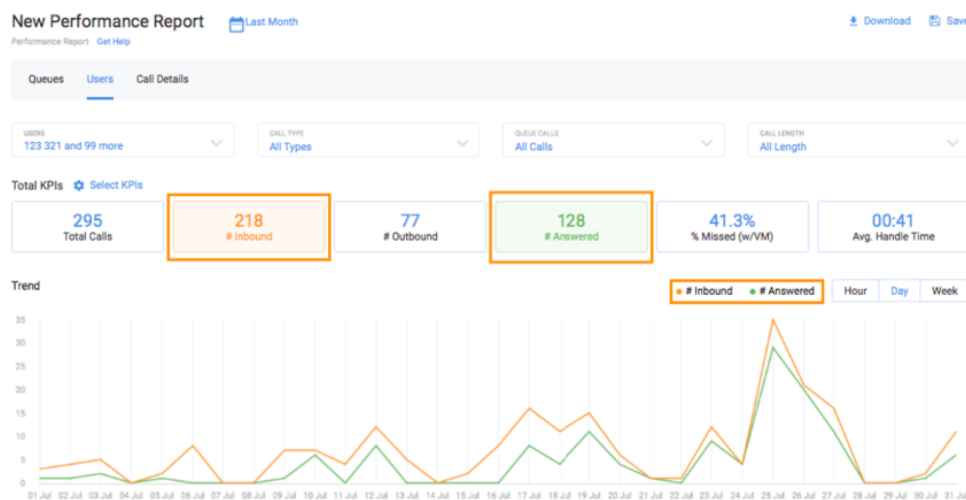 New Performance Report Last Month Download Save
Performance Report Get Help
Queues Users Call Details
USERS CALL TYPE QUEUE CALLS CALL LENGTH
123 321 and 99 more All Types All Calls All Length
Total KPIs Select KPIs
295 218 77 128 41.3% 00:41
Total Calls # Inbound # Outbound # Answered % Missed (w/VM) Avg. Handle Time
Trend # Inbound # Answered Hour Day Week
35
30
25
20
15
10
5
0
01 Jul 02 Jul 03 Jul 04 Jul 05 Jul 06 Jul 07 Jul 08 Jul 09 Jul 10 Jul 11 Jul 12 Jul 13 Jul 14 Jul 15 Jul 16 Jul 17 Jul 18 Jul 19 Jul 20 Jul 21 Jul 22 Jul 23 Jul 24 Jul 25 Jul 26 Jul 27 Jul 28 Jul 29 Jul 30 Jul 31 Jul